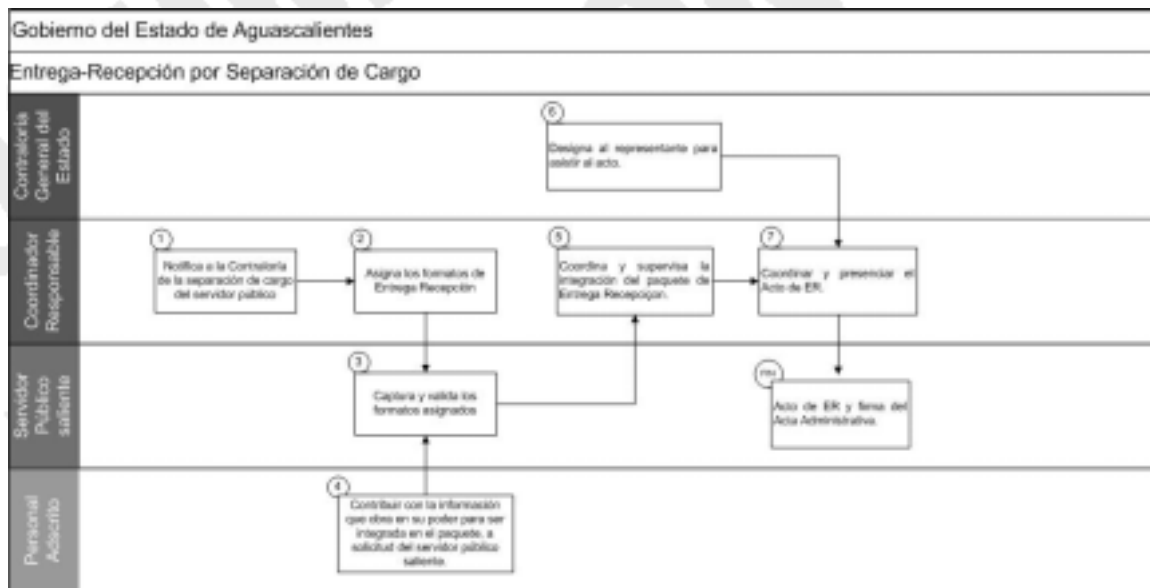 Gobierno del Estado de Aguascalientes
Entrega-Recepción por Separación de Cargo
Contraloría
General del
Estado
6
Designa al representante para
asistir al acto.
Coordinador
Responsable
1
Notifica a la Contraloría
de la separación de cargo
del servidor público
2
Asigna los formatos de
Entrega Recepción
5
Coordina y supervisa la
integración del paquete de
Entrega Recepcion.
7
Coordinar y presenciar el
Acto de ER.
Servidor
Público
saliente
3
Captura y valida los
formatos asignados
FIN
Acto de ER y firma del
Acta Administrativa.
Personal
Adscrito
4
Contribuir con la información
que obra en su poder para ser
integrada en el paquete, a
solicitud del servidor público
saliente.